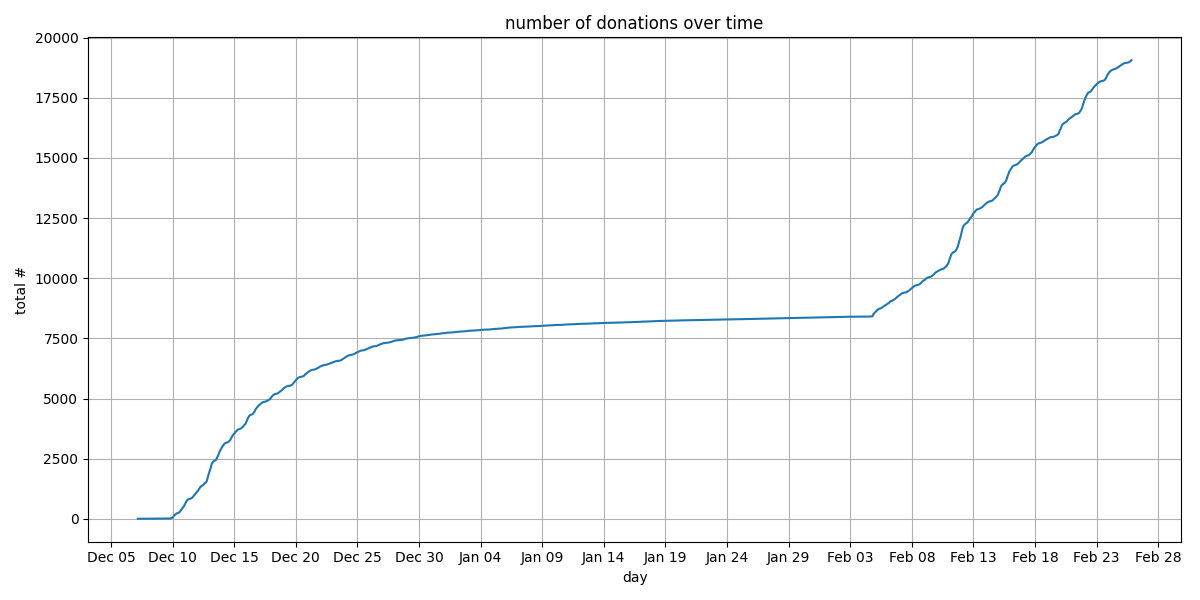 number of donations over time
total #
20000
17500
15000
12500
10000
7500
5000
2500
0
Dec 05 Dec 10 Dec 15 Dec 20 Dec 25 Dec 30 Jan 04 Jan 09 Jan 14 Jan 19 Jan 24 Jan 29 Feb 03 Feb 08 Feb 13 Feb 18 Feb 23 Feb 28
day